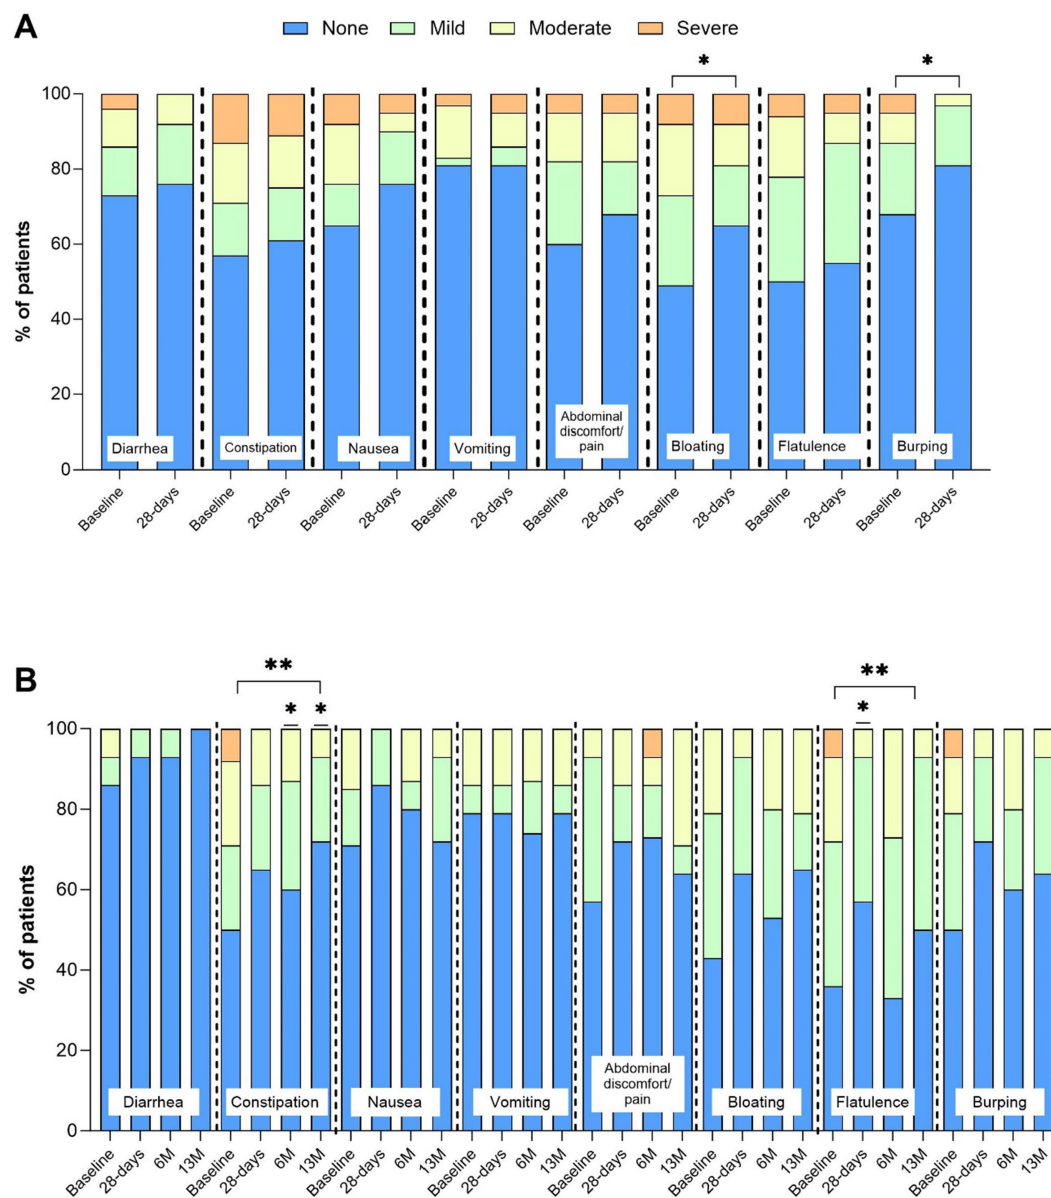 A
None Mild Moderate Severe
* *
% of patients
100
80
60
40
20
0
Diarrhea Constipation Nausea Vomiting Abdominal discomfort/ pain Bloating Flatulence Burping
Baseline 28-days Baseline 28-days Baseline 28-days Baseline 28-days Baseline 28-days Baseline 28-days Baseline 28-days Baseline 28-days
B
** **
* * *
% of patients
100
80
60
40
20
0
Diarrhea Constipation Nausea Vomiting Abdominal discomfort/ pain Bloating Flatulence Burping
Baseline 28-days 6M 13M Baseline 28-days 6M 13M Baseline 28-days 6M 13M Baseline 28-days 6M 13M Baseline 28-days 6M 13M Baseline 28-days 6M 13M Baseline 28-days 6M 13M Baseline 28-days 6M 13M